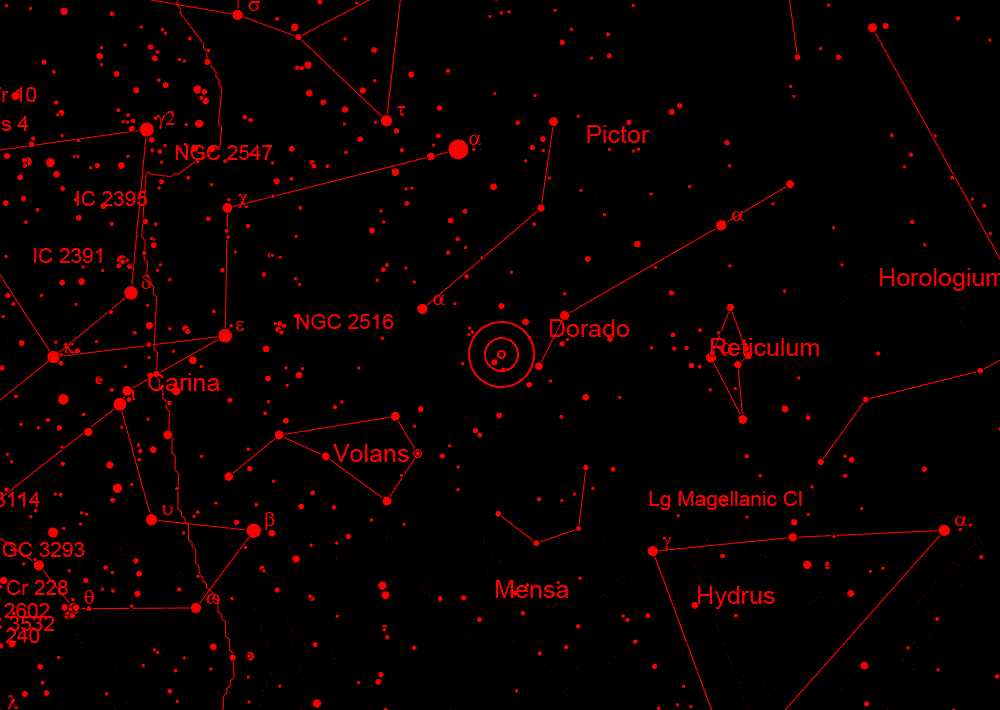 σ
τ
r 10
s 4
γ2
α
Pictor
NGC 2547
IC 2395
χ
α
IC 2391
δ
Horologium
α
ε
NGC 2516
Dorado
κ
Reticulum
Carina
ι
Volans
3114
Lg Magellanic Cl
υ
β
α
γ
GC 3293
Cr 228
θ
ω
Mensa
Hydrus
2602
3532
240
λ